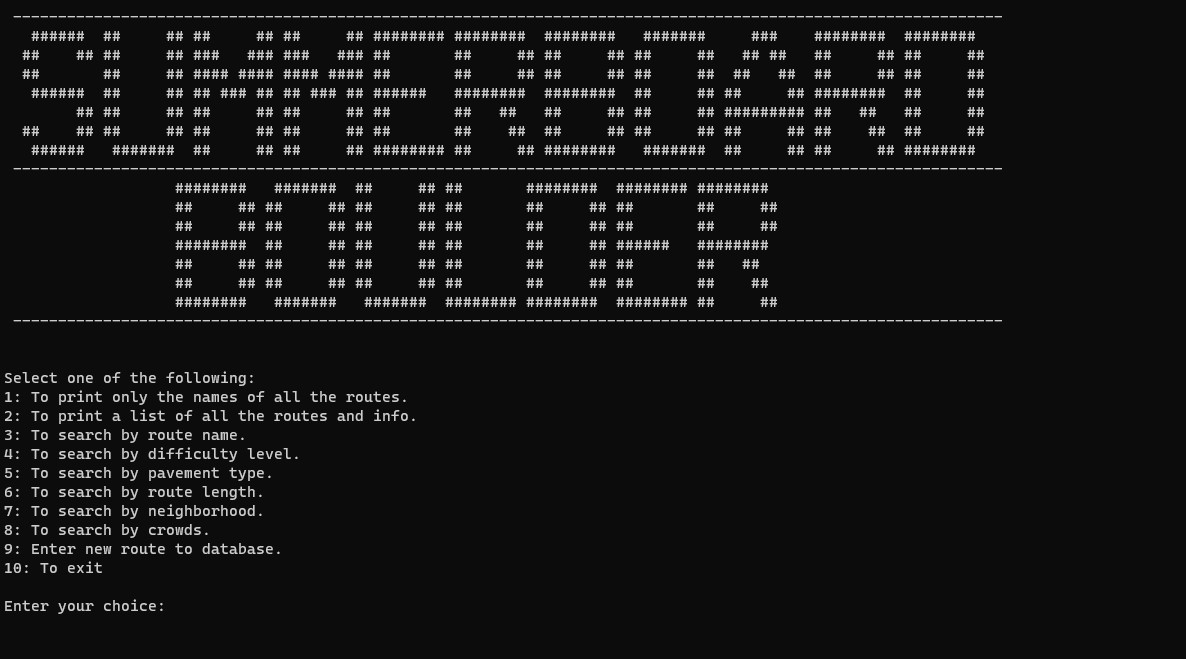 SUMMERBOARD
BOULDER
Select one of the following:
1: To print only the names of all the routes.
2: To print a list of all the routes and info.
3: To search by route name.
4: To search by difficulty level.
5: To search by pavement type.
6: To search by route length.
7: To search by neighborhood.
8: To search by crowds.
9: Enter new route to database.
10: To exit
Enter your choice: